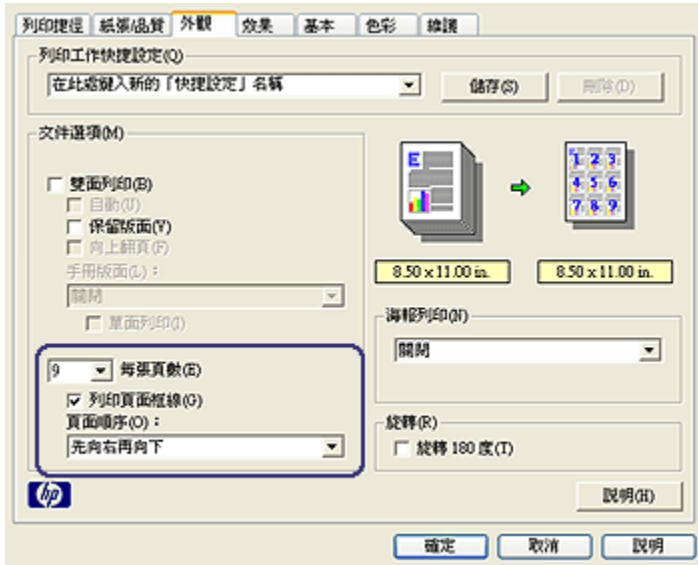 列印捷徑 紙張/品質 外觀 效果 基本 色彩 維護
列印工作快捷設定(Q)
在此處鍵入新的「快捷設定」名稱
儲存(S) 刪除(D)
文件選項(M)
雙面列印(B)
自動(U)
保留版面(Y)
向上翻頁(F)
手冊版面(L)：
關閉
單面列印(I)
9 每張頁數(E)
列印頁面框線(G)
頁面順序(O)：
先向右再向下
E
1 2 3
4 5 6
7 8 9
8.50 x 11.00 in. 8.50 x 11.00 in.
海報列印(N)
關閉
旋轉(R)
旋轉 180 度(T)
hp
說明(H)
確定 取消 說明